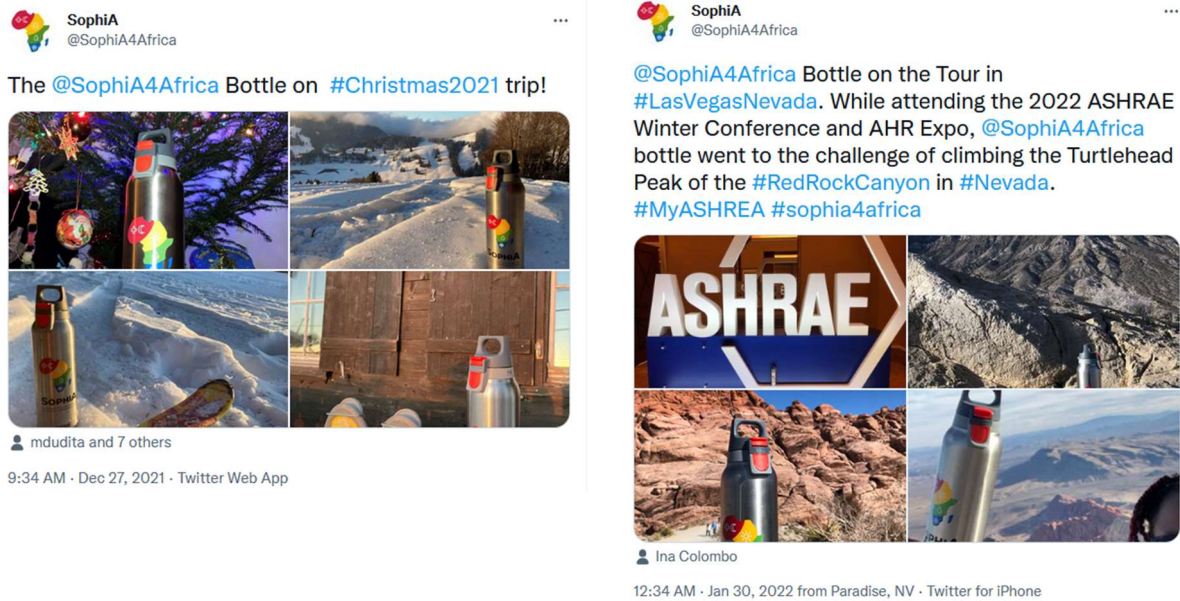 SophiA
@SophiA4Africa
The @SophiA4Africa Bottle on #Christmas2021 trip!
SOPHIA
SOPHIA
mdudita and 7 others
9:34 AM · Dec 27, 2021 · Twitter Web App
SophiA
@SophiA4Africa
@SophiA4Africa Bottle on the Tour in
#LasVegasNevada. While attending the 2022 ASHRAE
Winter Conference and AHR Expo, @SophiA4Africa
bottle went to the challenge of climbing the Turtlehead
Peak of the #RedRockCanyon in #Nevada.
#MyASHREA #sophia4africa
ASHRAE
SOPHIA
Ina Colombo
12:34 AM · Jan 30, 2022 from Paradise, NV · Twitter for iPhone